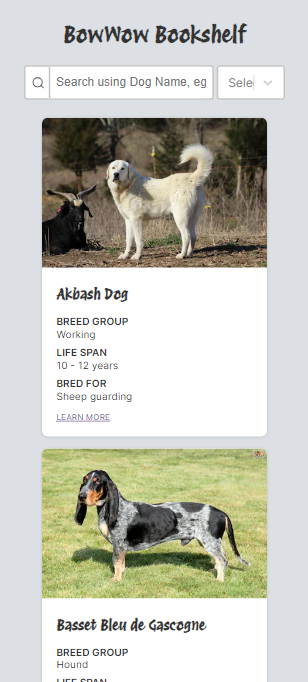 BowWow Bookshelf
Search using Dog Name, eg
Sele
Akbash Dog
BREED GROUP
Working
LIFE SPAN
10 - 12 years
BRED FOR
Sheep guarding
LEARN MORE
Basset Bleu de Gascogne
BREED GROUP
Hound
LIFE SPAN